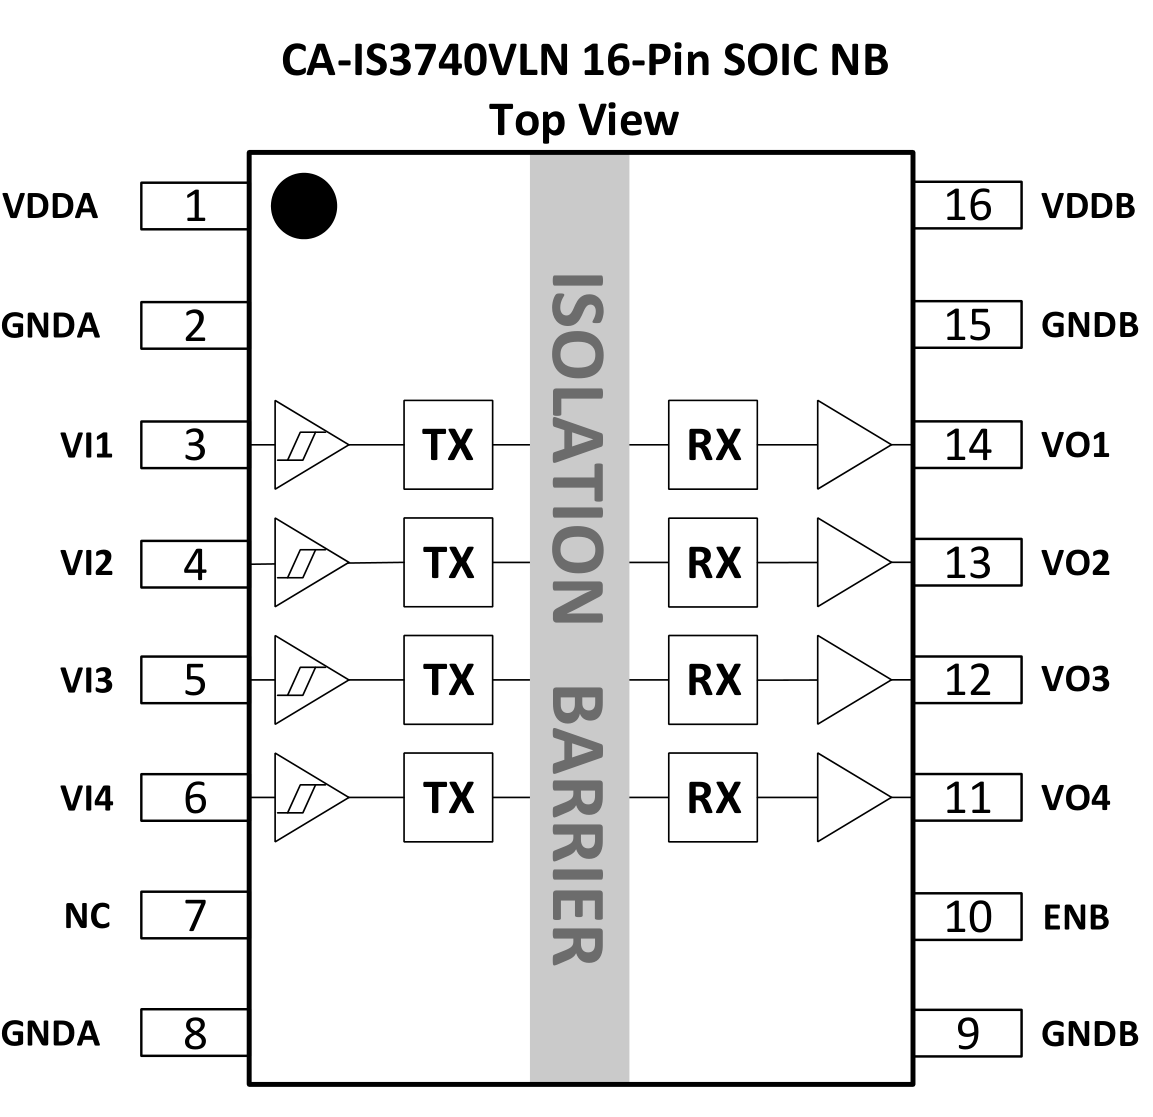 CA-IS3740VLN 16-Pin SOIC NB
Top View
VDDA 1 16 VDDB
GNDA 2 15 GNDB
VI1 3 TX RX 14 VO1
VI2 4 TX RX 13 VO2
VI3 5 TX RX 12 VO3
VI4 6 TX RX 11 VO4
NC 7 10 ENB
GNDA 8 9 GNDB
ISOLATION BARRIER